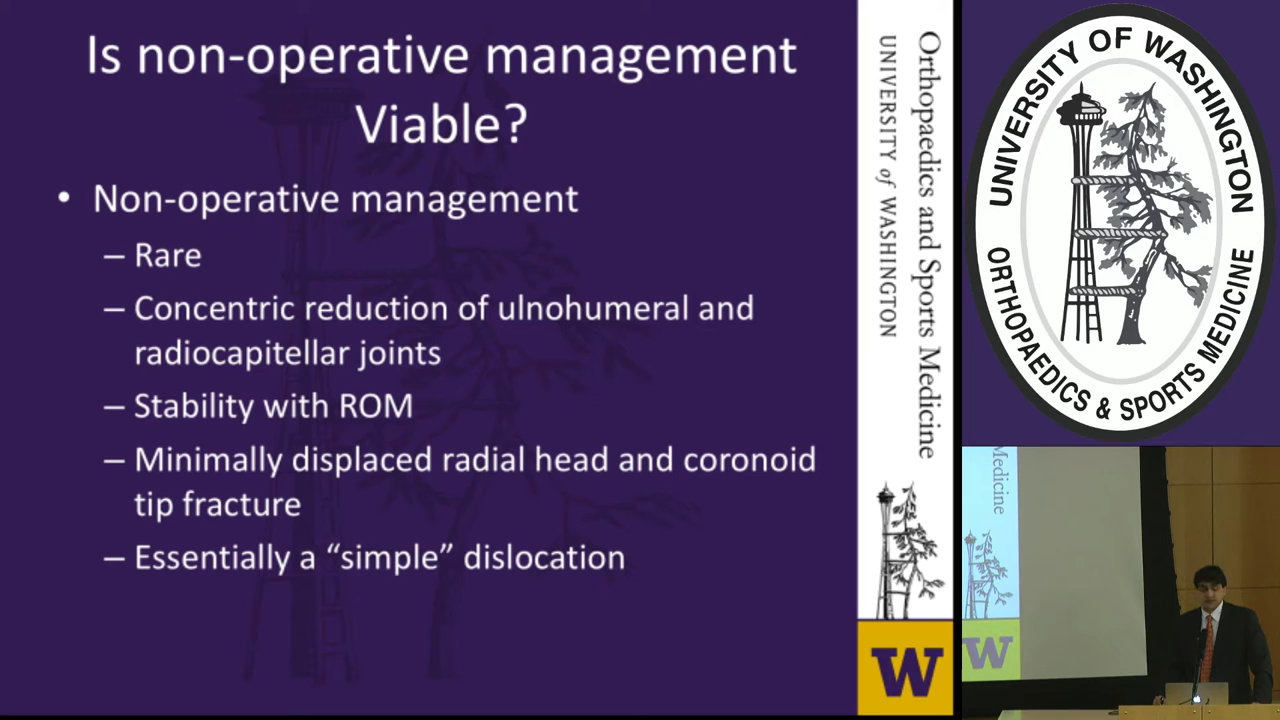 Is non-operative management
Viable?
• Non-operative management
– Rare
– Concentric reduction of ulnohumeral and
radiocapitellar joints
– Stability with ROM
– Minimally displaced radial head and coronoid
tip fracture
– Essentially a “simple” dislocation
Orthopaedics and Sports Medicine
UNIVERSITY of WASHINGTON
W
UNIVERSITY OF WASHINGTON
ORTHOPAEDICS & SPORTS MEDICINE
Medicine
W